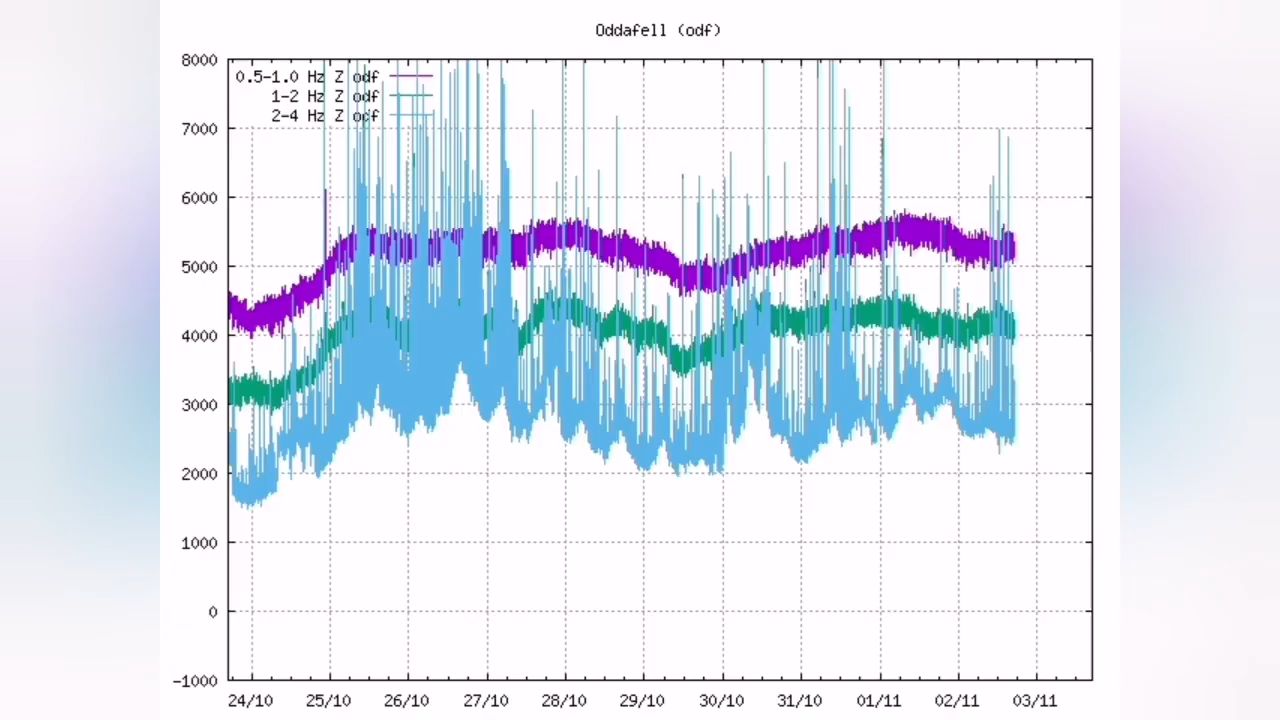 Oddafell (odf)
8000
0.5-1.0 Hz Z odf
1-2 Hz Z odf
2-4 Hz Z odf
7000
6000
5000
4000
3000
2000
1000
0
-1000
24/10 25/10 26/10 27/10 28/10 29/10 30/10 31/10 01/11 02/11 03/11